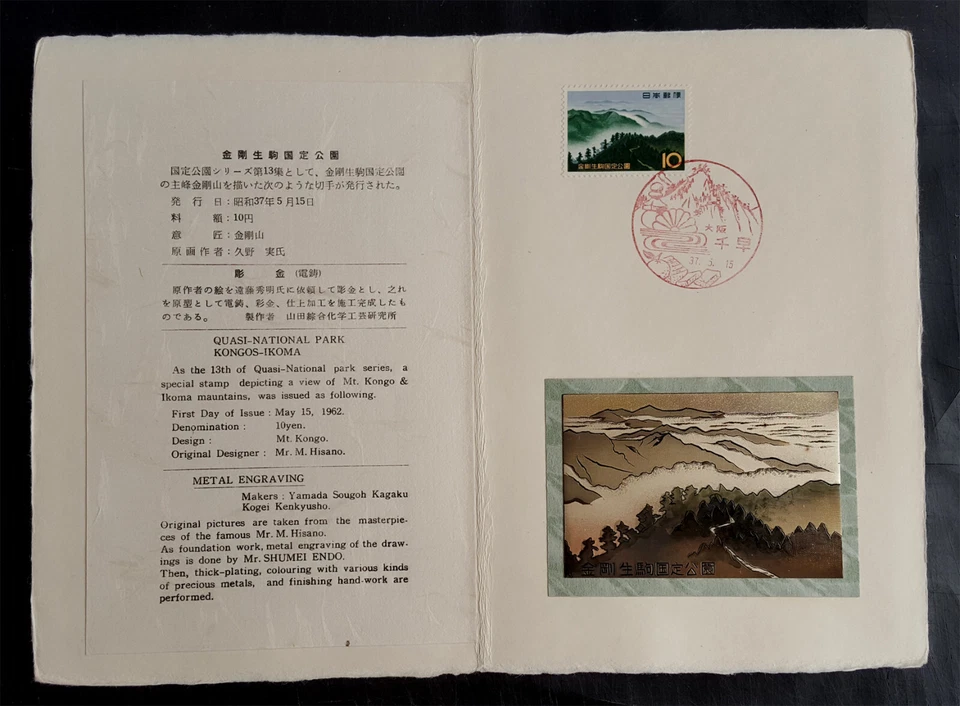 金剛生駒国定公園
国定公園シリーズ第13集として、金剛生駒国定公園
の主峰金剛山を描いた次のような切手が発行された。
発行日：昭和37年5月15日
料額：10円
意匠：金剛山
原画作者：久野 実氏
彫金（電鋳）
原作者の絵を遠藤秀明氏に依頼して彫金とし、之れ
を原型として電鋳、彩金、仕上加工を施工完成したも
のである。 製作者 山田綜合化学工芸研究所
QUASI-NATIONAL PARK
KONGOS-IKOMA
As the 13th of Quasi-National park series, a
special stamp depicting a view of Mt. Kongo &
Ikoma mauntains, was issued as following.
First Day of Issue : May 15, 1962.
Denomination : 10yen.
Design : Mt. Kongo.
Original Designer : Mr. M. Hisano.
METAL ENGRAVING
Makers : Yamada Sougoh Kagaku
Kogei Kenkyusho.
Original pictures are taken from the masterpie-
ces of the famous Mr. M. Hisano.
As foundation work, metal engraving of the draw-
ings is done by Mr. SHUMEI ENDO.
Then, thick-plating, colouring with various kinds
of precious metals, and finishing hand-work are
performed.
日本郵便
金剛生駒国定公園 10
大阪
千早
37. 5. 15
金剛生駒国定公園